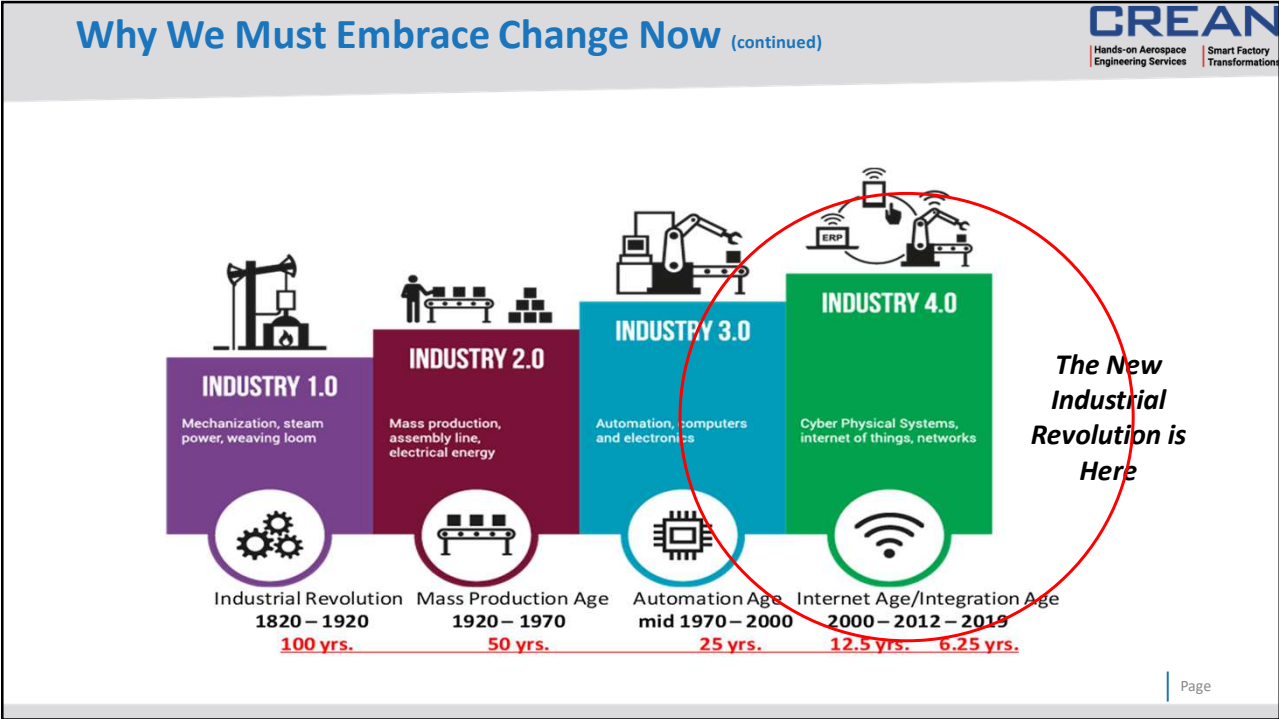 Why We Must Embrace Change Now (continued)
CREAN
Hands-on Aerospace
Engineering Services
Smart Factory
Transformations
ERP
INDUSTRY 1.0
Mechanization, steam
power, weaving loom
INDUSTRY 2.0
Mass production,
assembly line,
electrical energy
INDUSTRY 3.0
Automation, computers
and electronics
INDUSTRY 4.0
Cyber Physical Systems,
internet of things, networks
The New
Industrial
Revolution is
Here
Industrial Revolution
1820 – 1920
100 yrs.
Mass Production Age
1920 – 1970
50 yrs.
Automation Age
mid 1970 – 2000
25 yrs.
Internet Age/Integration Age
2000 – 2012 – 2019
12.5 yrs. 6.25 yrs.
Page